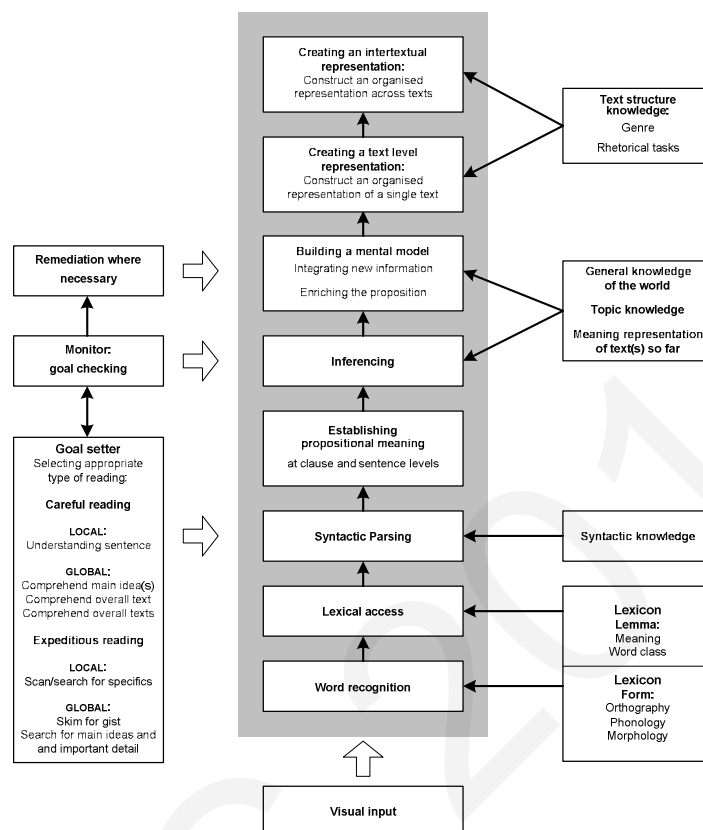 Remediation where
necessary
Monitor:
goal checking
Goal setter
Selecting appropriate
type of reading:
Careful reading
LOCAL:
Understanding sentence
GLOBAL:
Comprehend main idea(s)
Comprehend overall text
Comprehend overall texts
Expeditious reading
LOCAL:
Scan/search for specifics
GLOBAL:
Skim for gist
Search for main ideas and
and important detail
Creating an intertextual
representation:
Construct an organised
representation across texts
Creating a text level
representation:
Construct an organised
representation of a single text
Building a mental model
Integrating new information
Enriching the proposition
Inferencing
Establishing
propositional meaning
at clause and sentence levels
Syntactic Parsing
Lexical access
Word recognition
Visual input
Text structure
knowledge:
Genre
Rhetorical tasks
General knowledge
of the world
Topic knowledge
Meaning representation
of text(s) so far
Syntactic knowledge
Lexicon
Lemma:
Meaning
Word class
Lexicon
Form:
Orthography
Phonology
Morphology